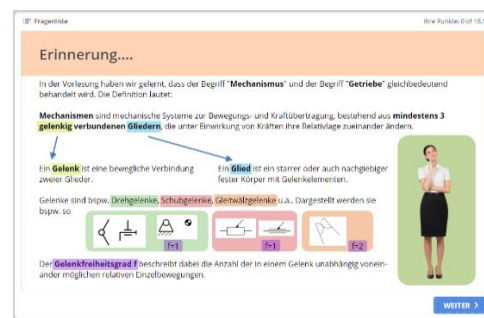 Fragenliste
Ihre Punkte: 0 of 18.5
Erinnerung....
In der Vorlesung haben wir gelernt, dass der Begriff "Mechanismus" und der Begriff "Getriebe" gleichbedeutend
behandelt wird. Die Definition lautet:
Mechanismen sind mechanische Systeme zur Bewegungs- und Kraftübertragung, bestehend aus mindestens 3
gelenkig verbundenen Gliedern, die unter Einwirkung von Kräften ihre Relativlage zueinander ändern.
Ein Gelenk ist eine bewegliche Verbindung
zweier Glieder.
Ein Glied ist ein starrer oder auch nachgiebiger
fester Körper mit Gelenkelementen.
Gelenke sind bspw. Drehgelenke, Schubgelenke, Gleitwälzgelenke u.a.. Dargestellt werden sie
bspw. so
f=1
f=1
f=2
Der Gelenkfreiheitsgrad f beschreibt dabei die Anzahl der in einem Gelenk unabhängig vonein-
ander möglichen relativen Einzelbewegungen.
WEITER >